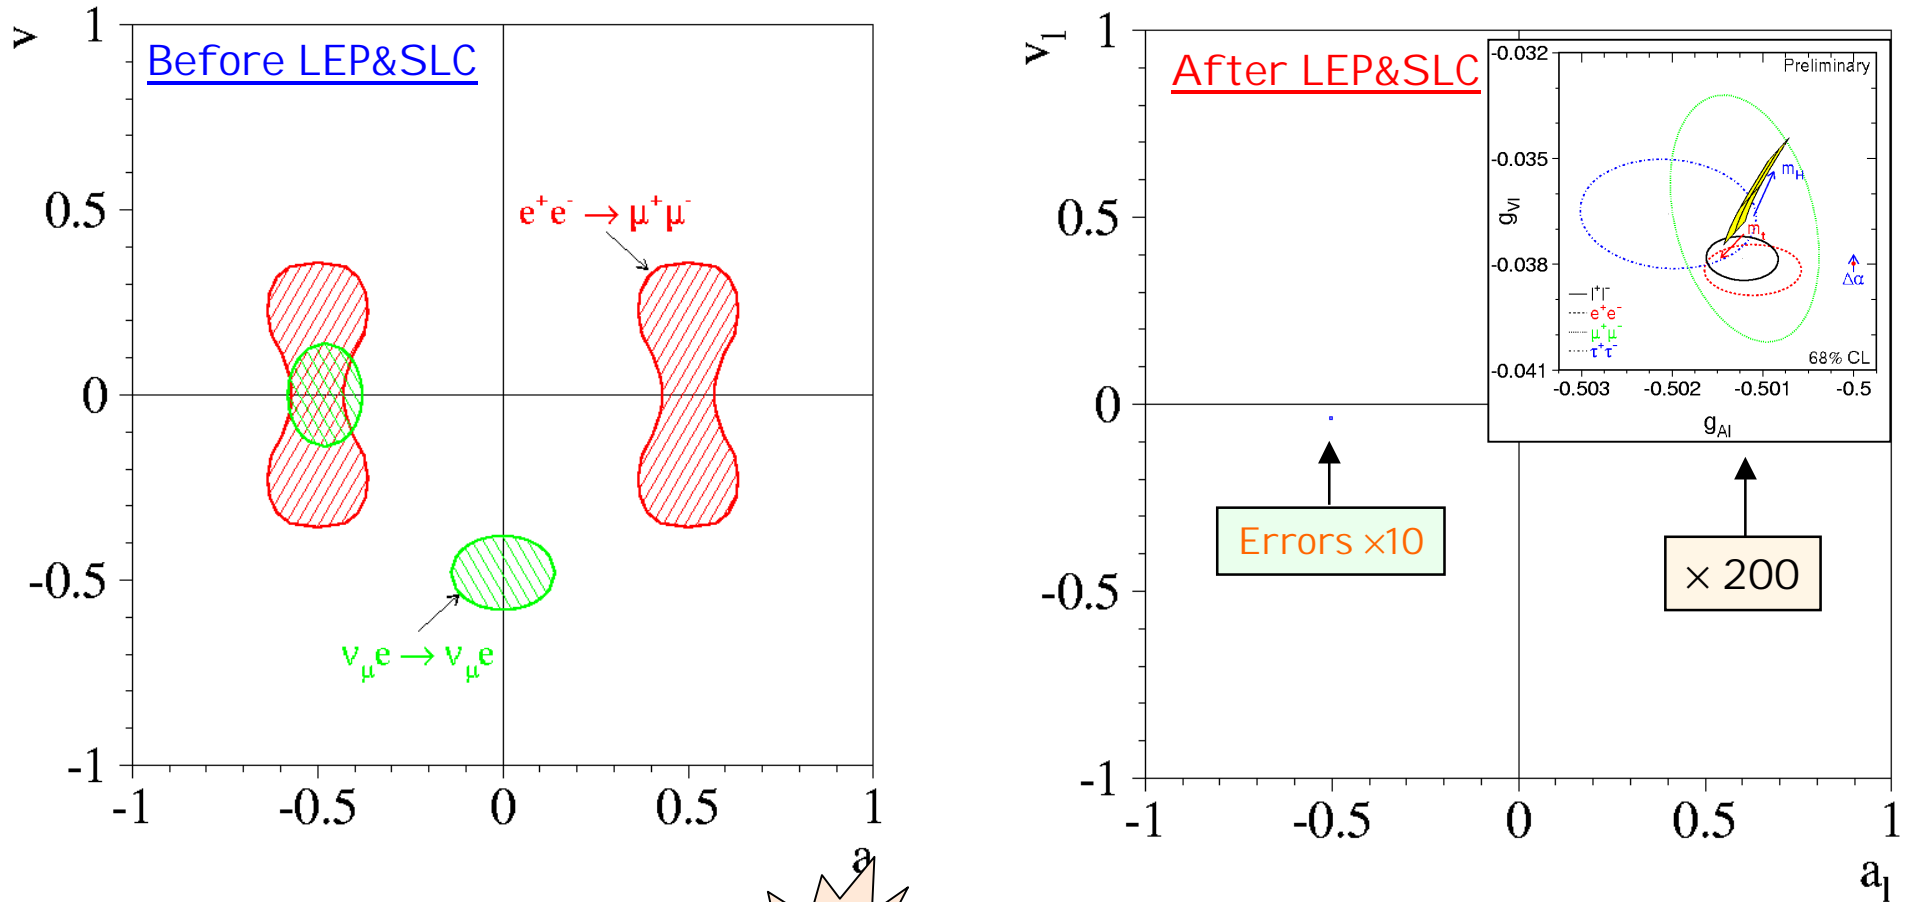 Before LEP&SLC
v
1
0.5
0
-0.5
-1
-1
-0.5
0
0.5
1
a
e⁺e⁻ → μ⁺μ⁻
ν_μe → ν_μe
After LEP&SLC
v_l
1
0.5
0
-0.5
-1
-1
-0.5
0
0.5
1
a_l
Errors ×10
× 200
Preliminary
-0.032
-0.035
-0.038
-0.041
g_Vl
m_H
m_t
Δα
l⁺l⁻
e⁺e⁻
μ⁺μ⁻
τ⁺τ⁻
68% CL
-0.503
-0.502
-0.501
-0.5
g_Al